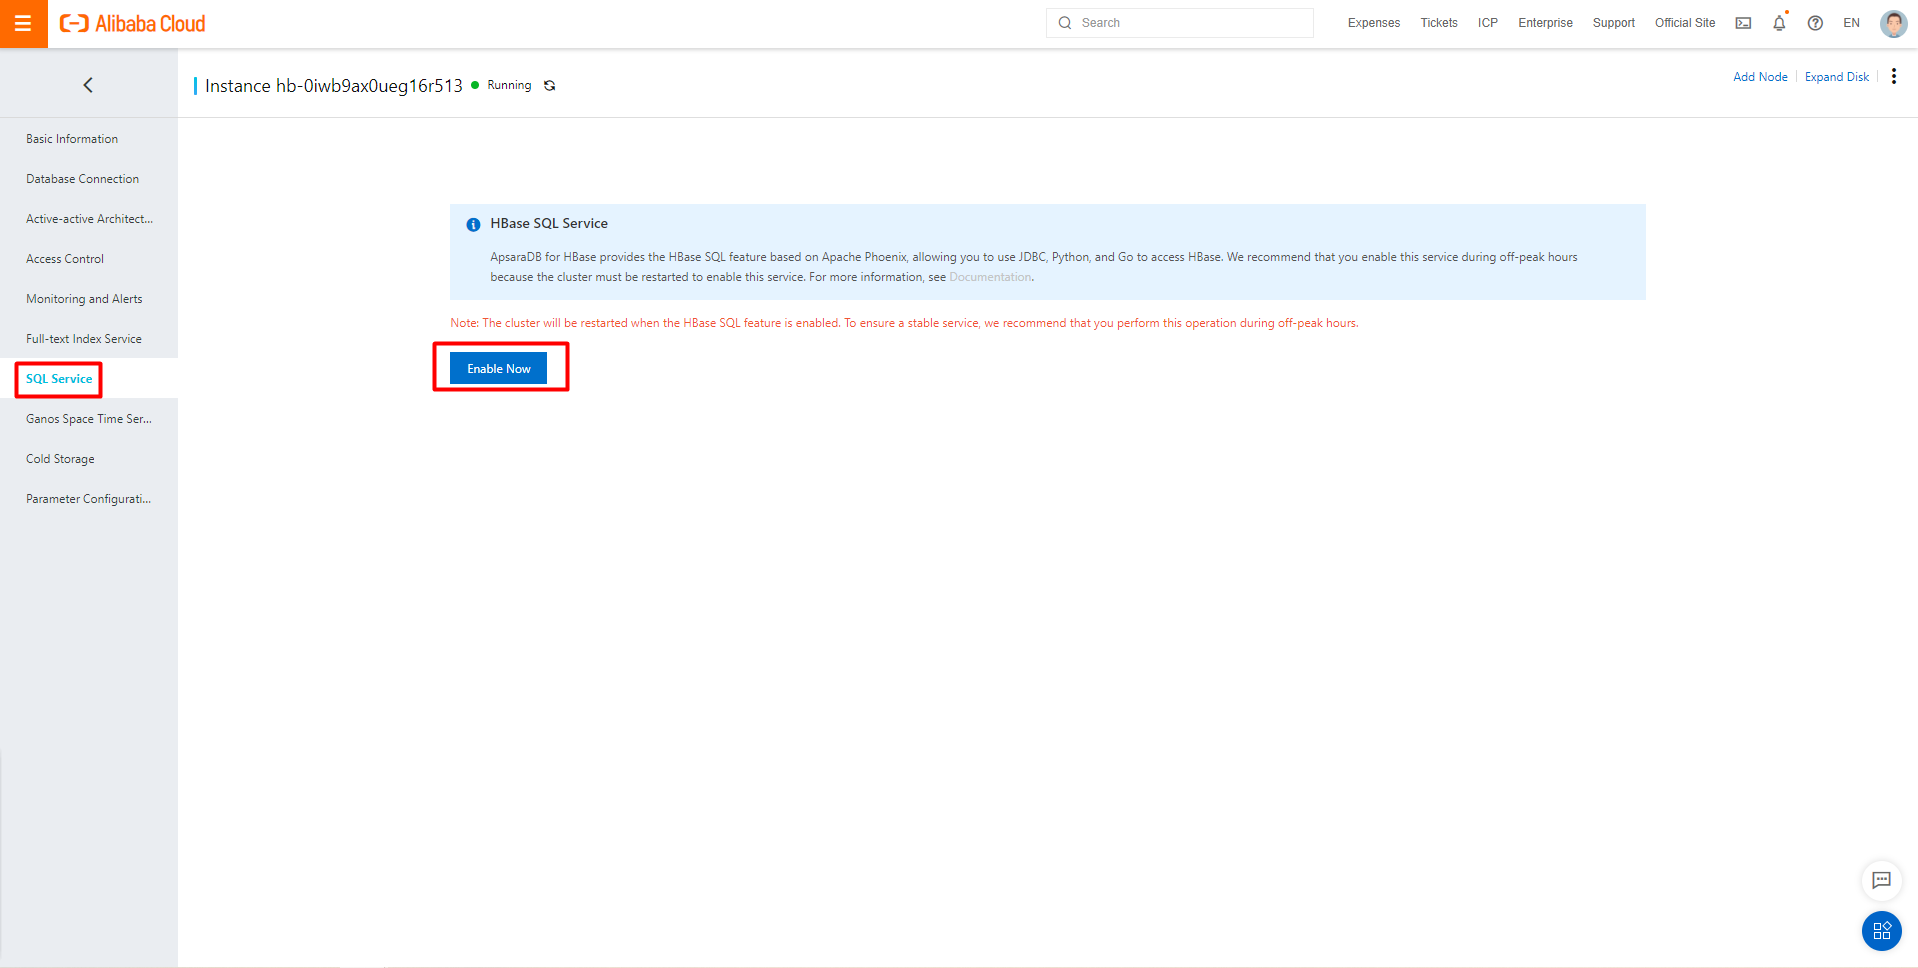 Alibaba Cloud
Search
Expenses Tickets ICP Enterprise Support Official Site EN
Instance hb-0iwb9ax0ueg16r513 Running
Add Node Expand Disk
Basic Information
Database Connection
Active-active Architect...
Access Control
Monitoring and Alerts
Full-text Index Service
SQL Service
Ganos Space Time Ser...
Cold Storage
Parameter Configurati...
HBase SQL Service
ApsaraDB for HBase provides the HBase SQL feature based on Apache Phoenix, allowing you to use JDBC, Python, and Go to access HBase. We recommend that you enable this service during off-peak hours
because the cluster must be restarted to enable this service. For more information, see Documentation.
Note: The cluster will be restarted when the HBase SQL feature is enabled. To ensure a stable service, we recommend that you perform this operation during off-peak hours.
Enable Now